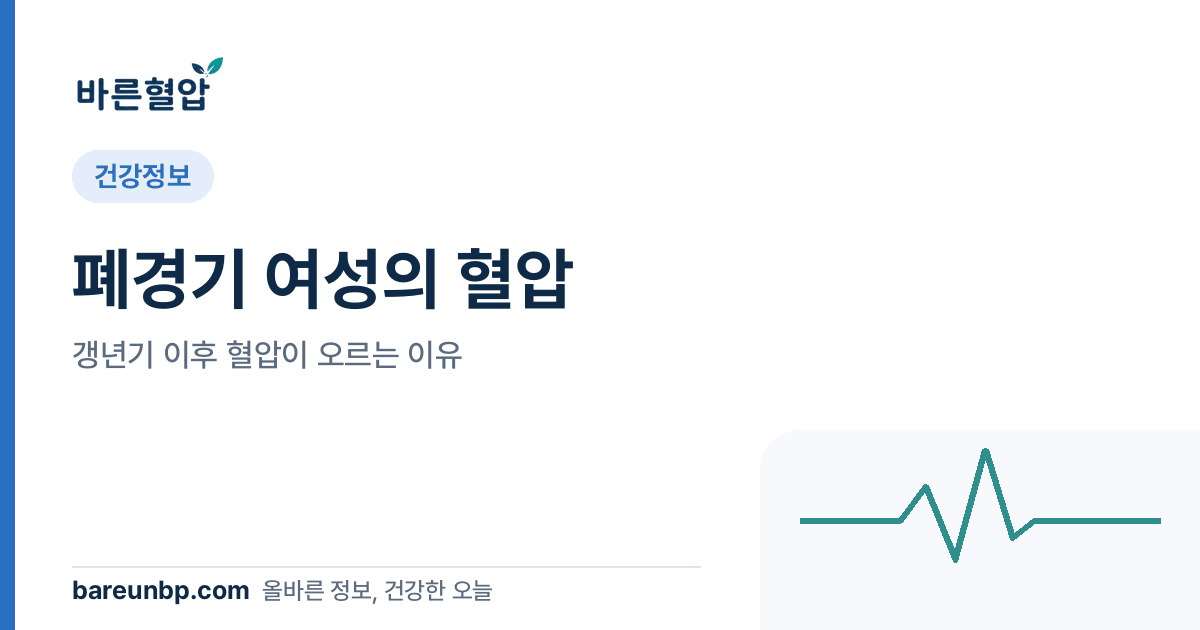 바른혈압
건강정보
폐경기 여성의 혈압
갱년기 이후 혈압이 오르는 이유
bareunbp.com 올바른 정보, 건강한 오늘